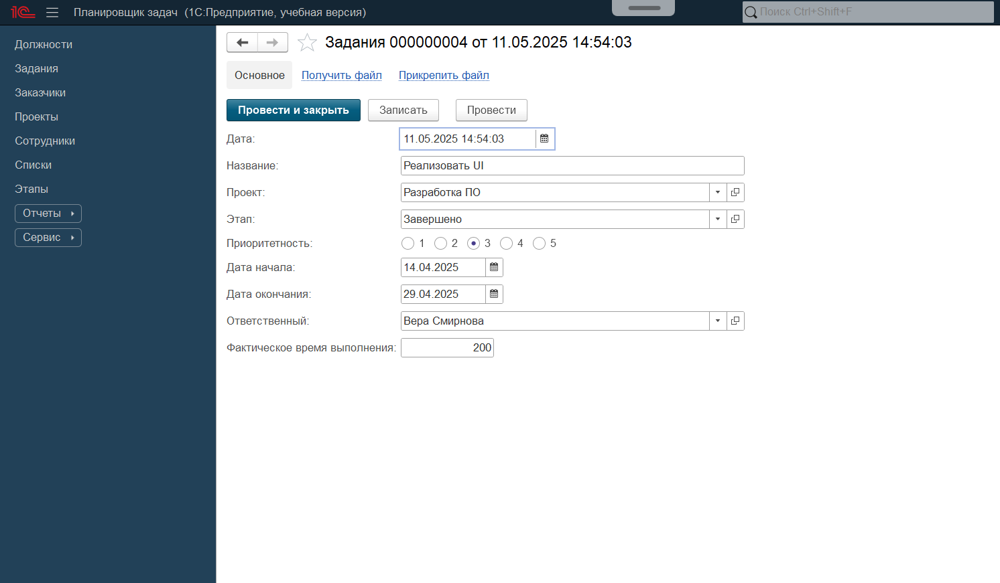 1С Планировщик задач (1С:Предприятие, учебная версия) Поиск Ctrl+Shift+F
Должности
Задания
Заказчики
Проекты
Сотрудники
Списки
Этапы
Отчеты
Сервис
Задания 000000004 от 11.05.2025 14:54:03
Основное Получить файл Прикрепить файл
Провести и закрыть Записать Провести
Дата: 11.05.2025 14:54:03
Название: Реализовать UI
Проект: Разработка ПО
Этап: Завершено
Приоритетность: 1 2 3 4 5
Дата начала: 14.04.2025
Дата окончания: 29.04.2025
Ответственный: Вера Смирнова
Фактическое время выполнения: 200